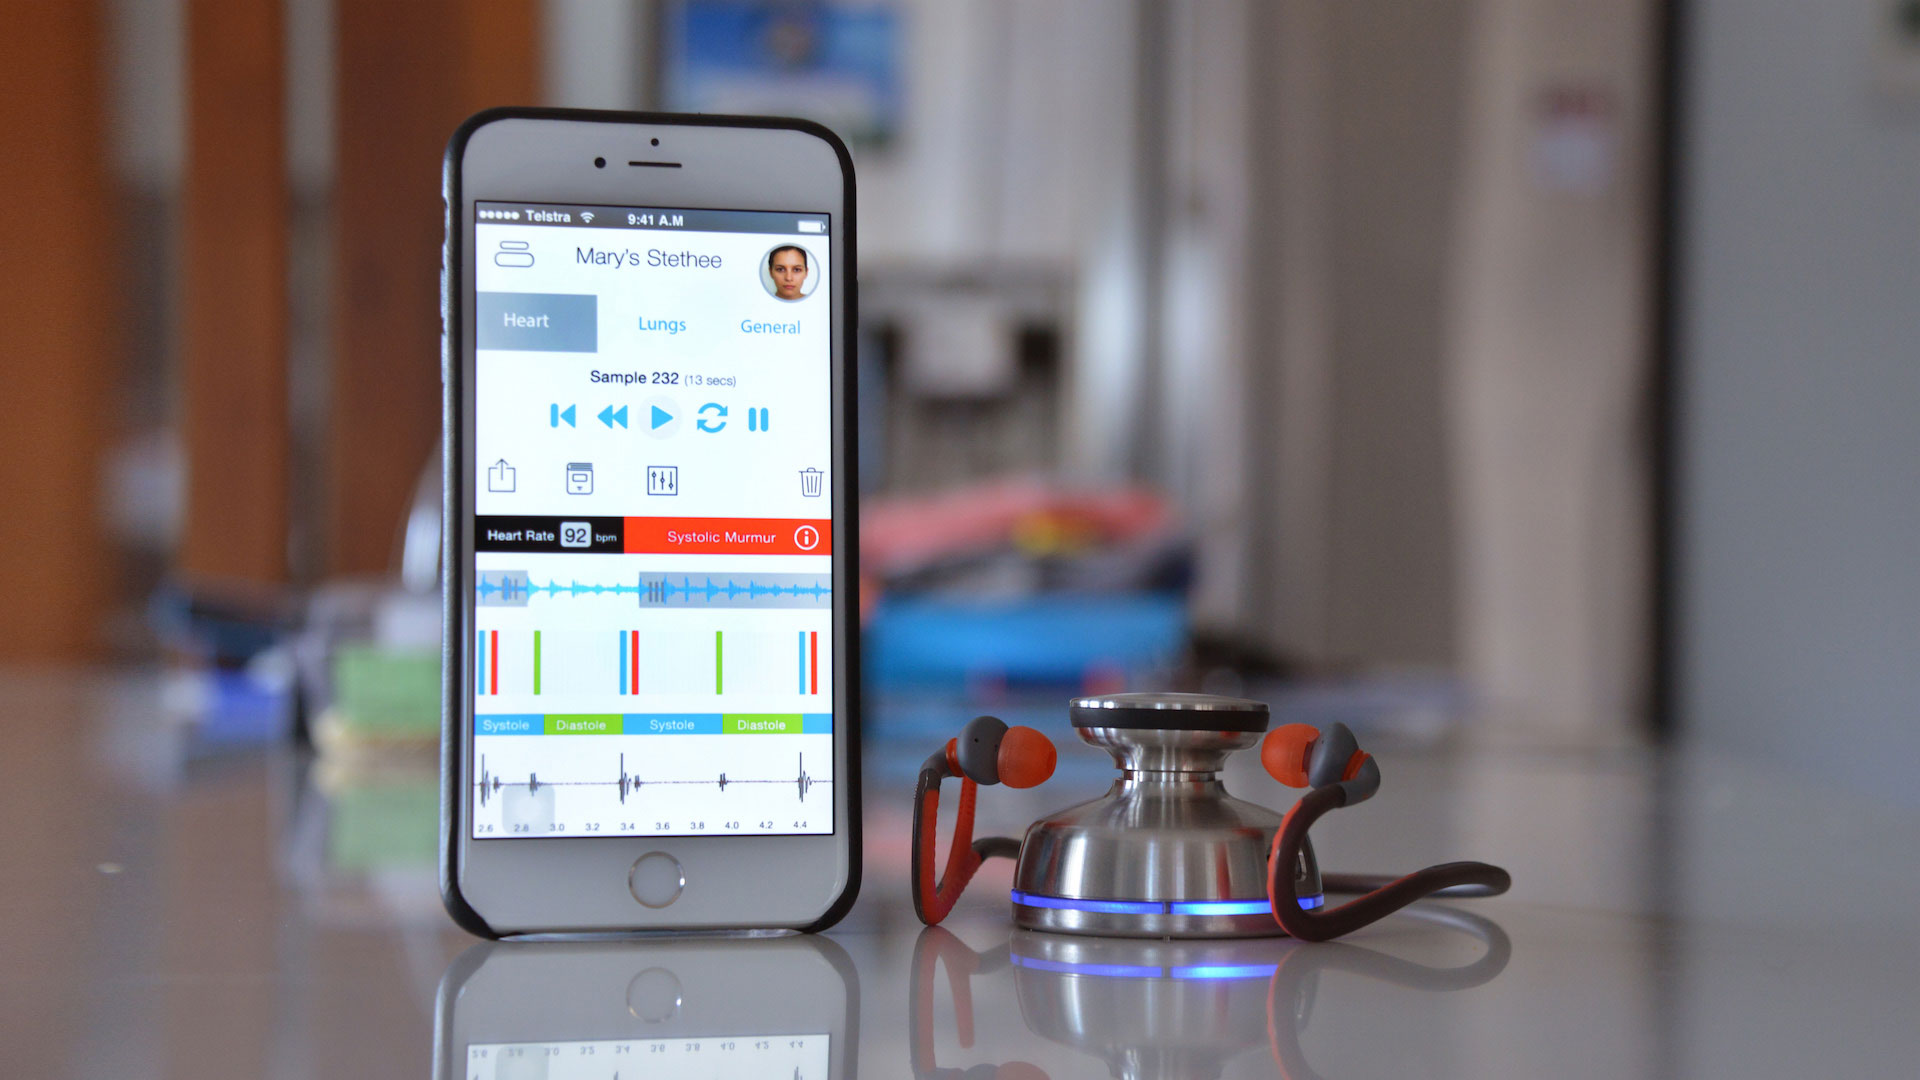 Telstra 9:41 A.M
Mary's Stethee
Heart Lungs General
Sample 232 (13 secs)
Heart Rate 92 bpm Systolic Murmur
Systole Diastole Systole Diastole
2.6 2.8 3.0 3.2 3.4 3.6 3.8 4.0 4.2 4.4